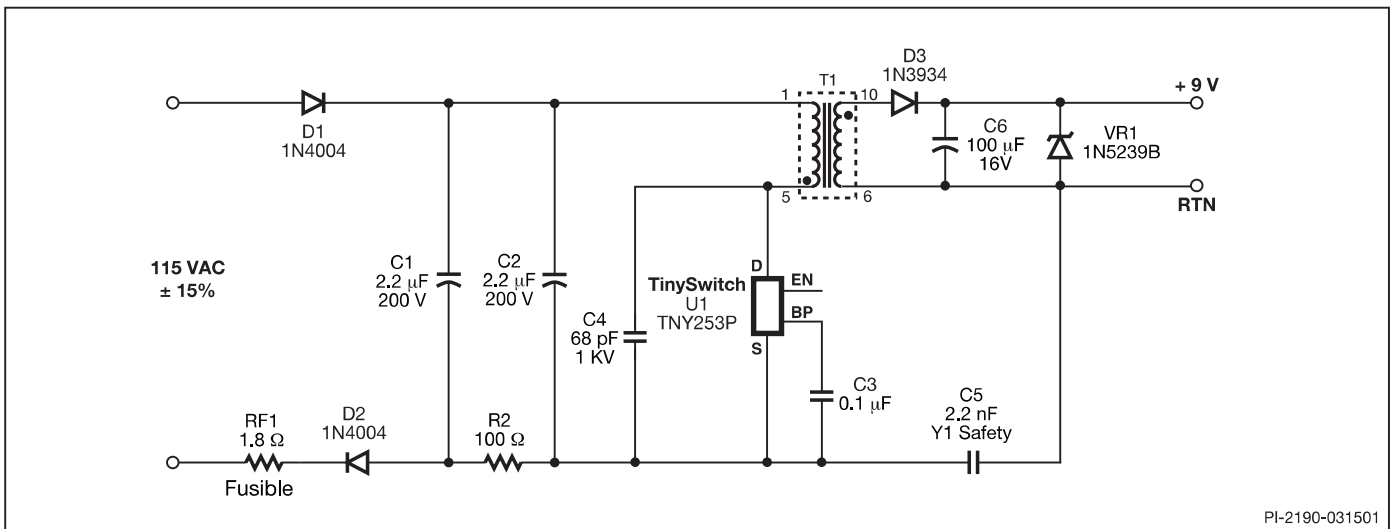 D3
1N3934
T1
+ 9 V
1
10
D1
1N4004
C6
100 µF
16V
VR1
1N5239B
5
6
RTN
115 VAC
± 15%
C1
2.2 µF
200 V
C2
2.2 µF
200 V
D
TinySwitch
U1
TNY253P
EN
BP
S
C4
68 pF
1 KV
C3
0.1 µF
C5
2.2 nF
Y1 Safety
RF1
1.8 Ω
Fusible
D2
1N4004
R2
100 Ω
PI-2190-031501